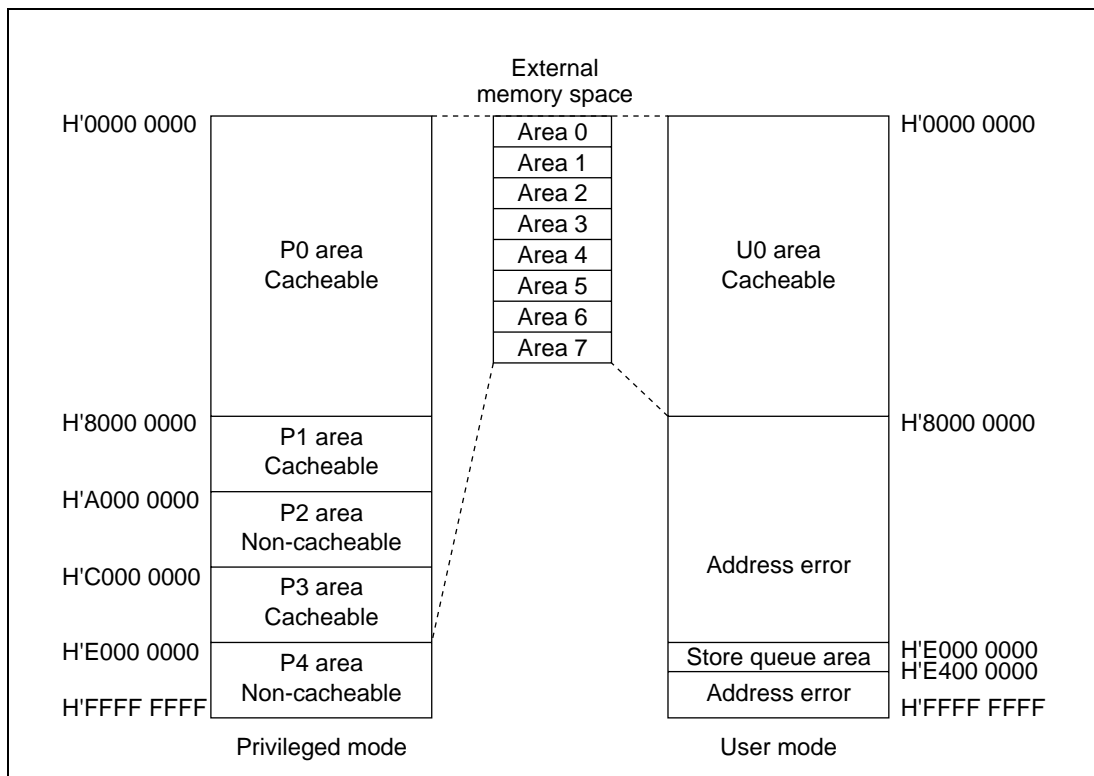 External
memory space
H'0000 0000
Area 0
H'0000 0000
Area 1
Area 2
Area 3
P0 area
Cacheable
Area 4
U0 area
Cacheable
Area 5
Area 6
Area 7
H'8000 0000
H'8000 0000
P1 area
Cacheable
H'A000 0000
P2 area
Non-cacheable
Address error
H'C000 0000
P3 area
Cacheable
H'E000 0000
H'E000 0000
P4 area
Non-cacheable
Store queue area
H'E400 0000
Address error
H'FFFF FFFF
H'FFFF FFFF
Privileged mode
User mode